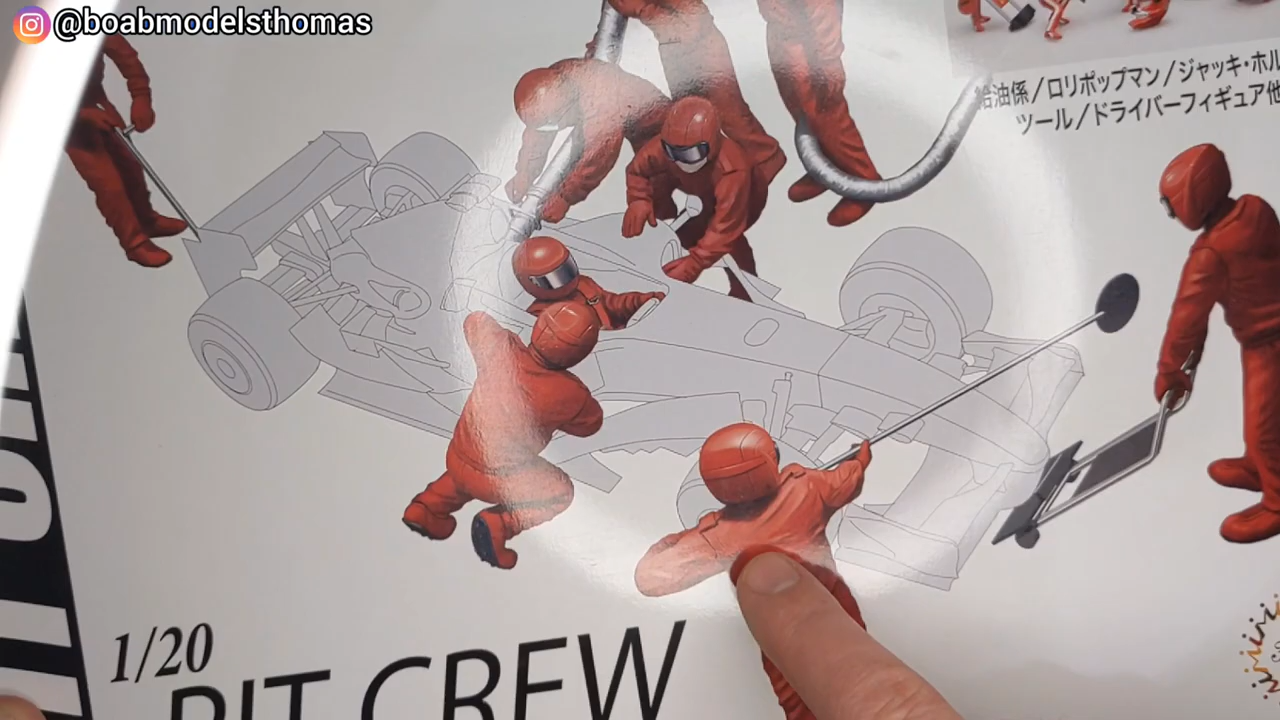 @boabmodelsthomas
給油係/ロリポップマン/ジャッキ・ホル
ツール/ドライバーフィギュア他
1/20
PIT CREW